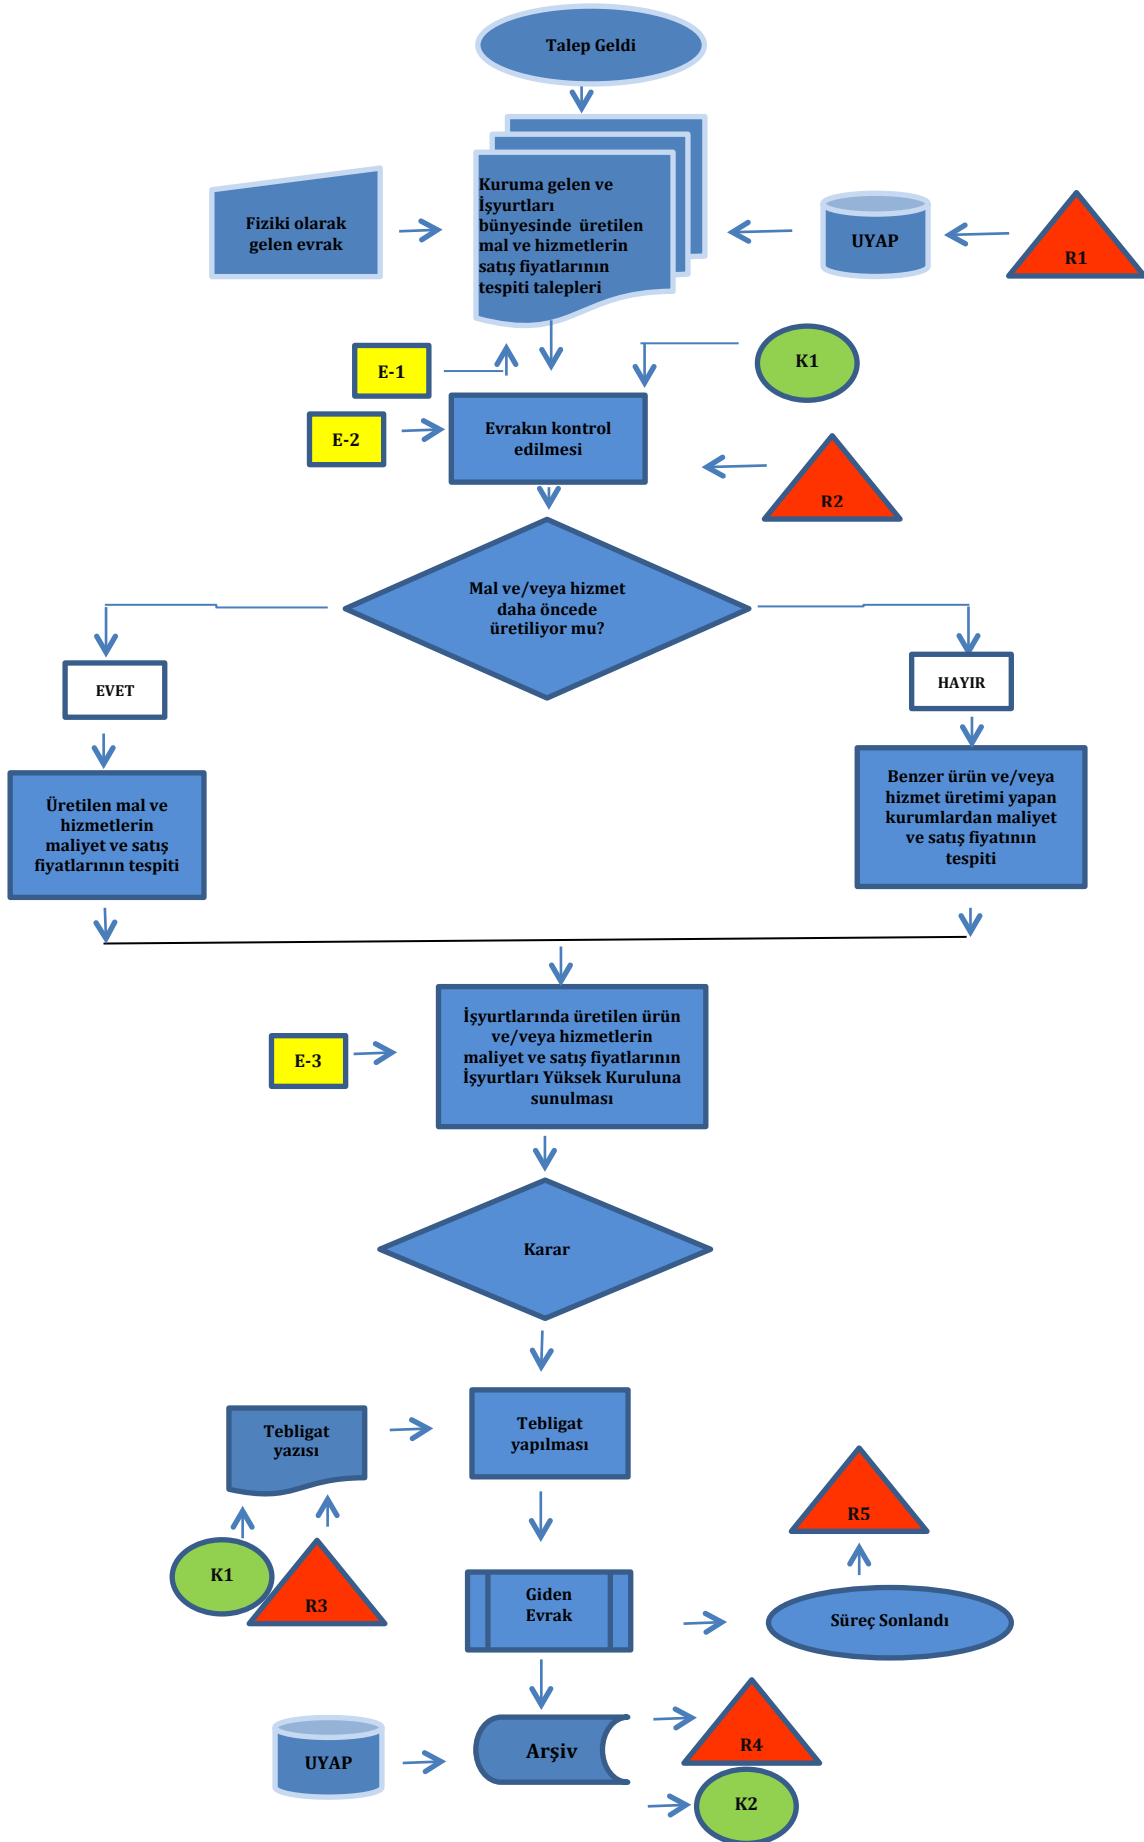 Talep Geldi
Kuruma gelen ve
İşyurtları
bünyesinde üretilen
mal ve hizmetlerin
satış fiyatlarının
tespiti talepleri
Fiziki olarak
gelen evrak
UYAP
R1
E-1
K1
E-2
Evrakın kontrol
edilmesi
R2
Mal ve/veya hizmet
daha öncede
üretiliyor mu?
EVET
HAYIR
Üretilen mal ve
hizmetlerin
maliyet ve satış
fiyatlarının tespiti
Benzer ürün ve/veya
hizmet üretimi yapan
kurumlardan maliyet
ve satış fiyatının
tespiti
İşyurtlarında üretilen ürün
ve/veya hizmetlerin
maliyet ve satış fiyatlarının
İşyurtları Yüksek Kuruluna
sunulması
E-3
Karar
Tebligat
yazısı
Tebligat
yapılması
K1
R3
R5
Giden
Evrak
Süreç Sonlandı
UYAP
Arşiv
R4
K2